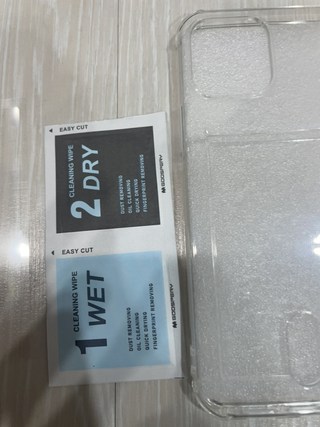 EASY CUT
CLEANING WIPE
2 DRY
DUST REMOVING
OIL CLEANING
QUICK DRYING
FINGERPRINT REMOVING
GOOSPERY
EASY CUT
CLEANING WIPE
1 WET
DUST REMOVING
OIL CLEANING
QUICK DRYING
FINGERPRINT REMOVING
GOOSPERY